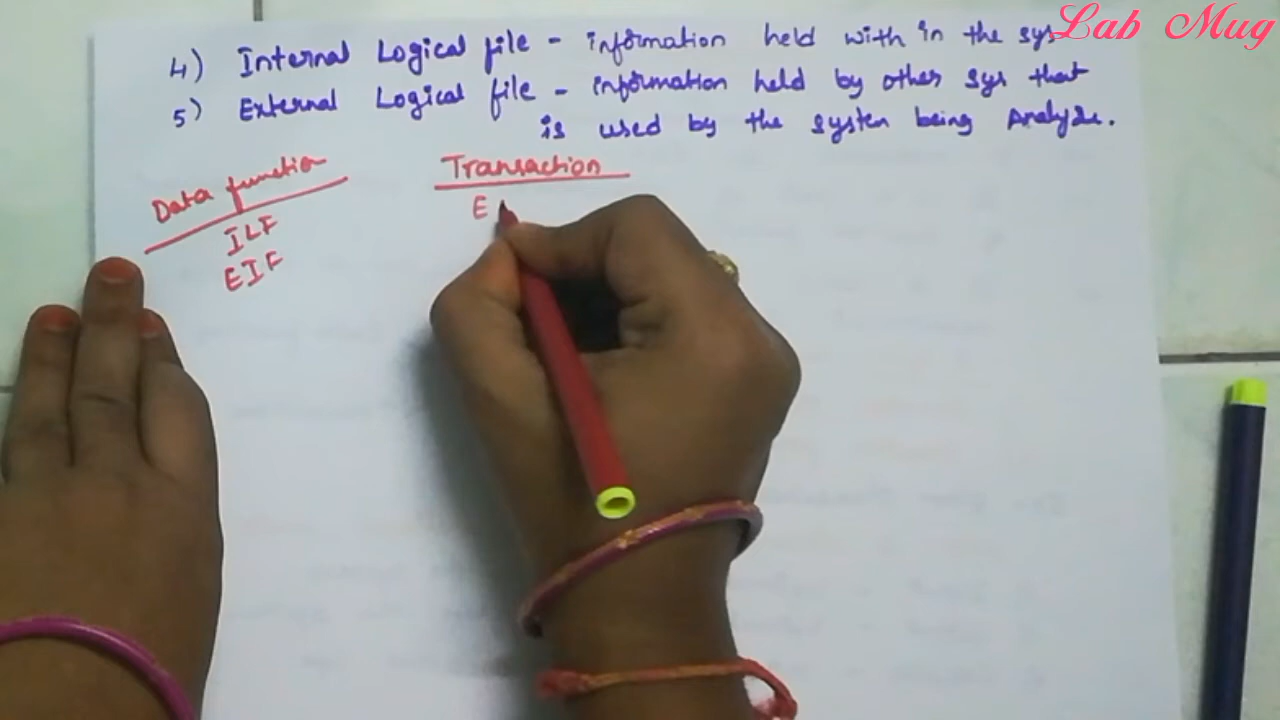 Lab Mug
4) Internal Logical file - information held with in the sys
5) External Logical file - information held by other sys that
is used by the system being Analyze.
Data function
ILF
EIF
Transaction
E